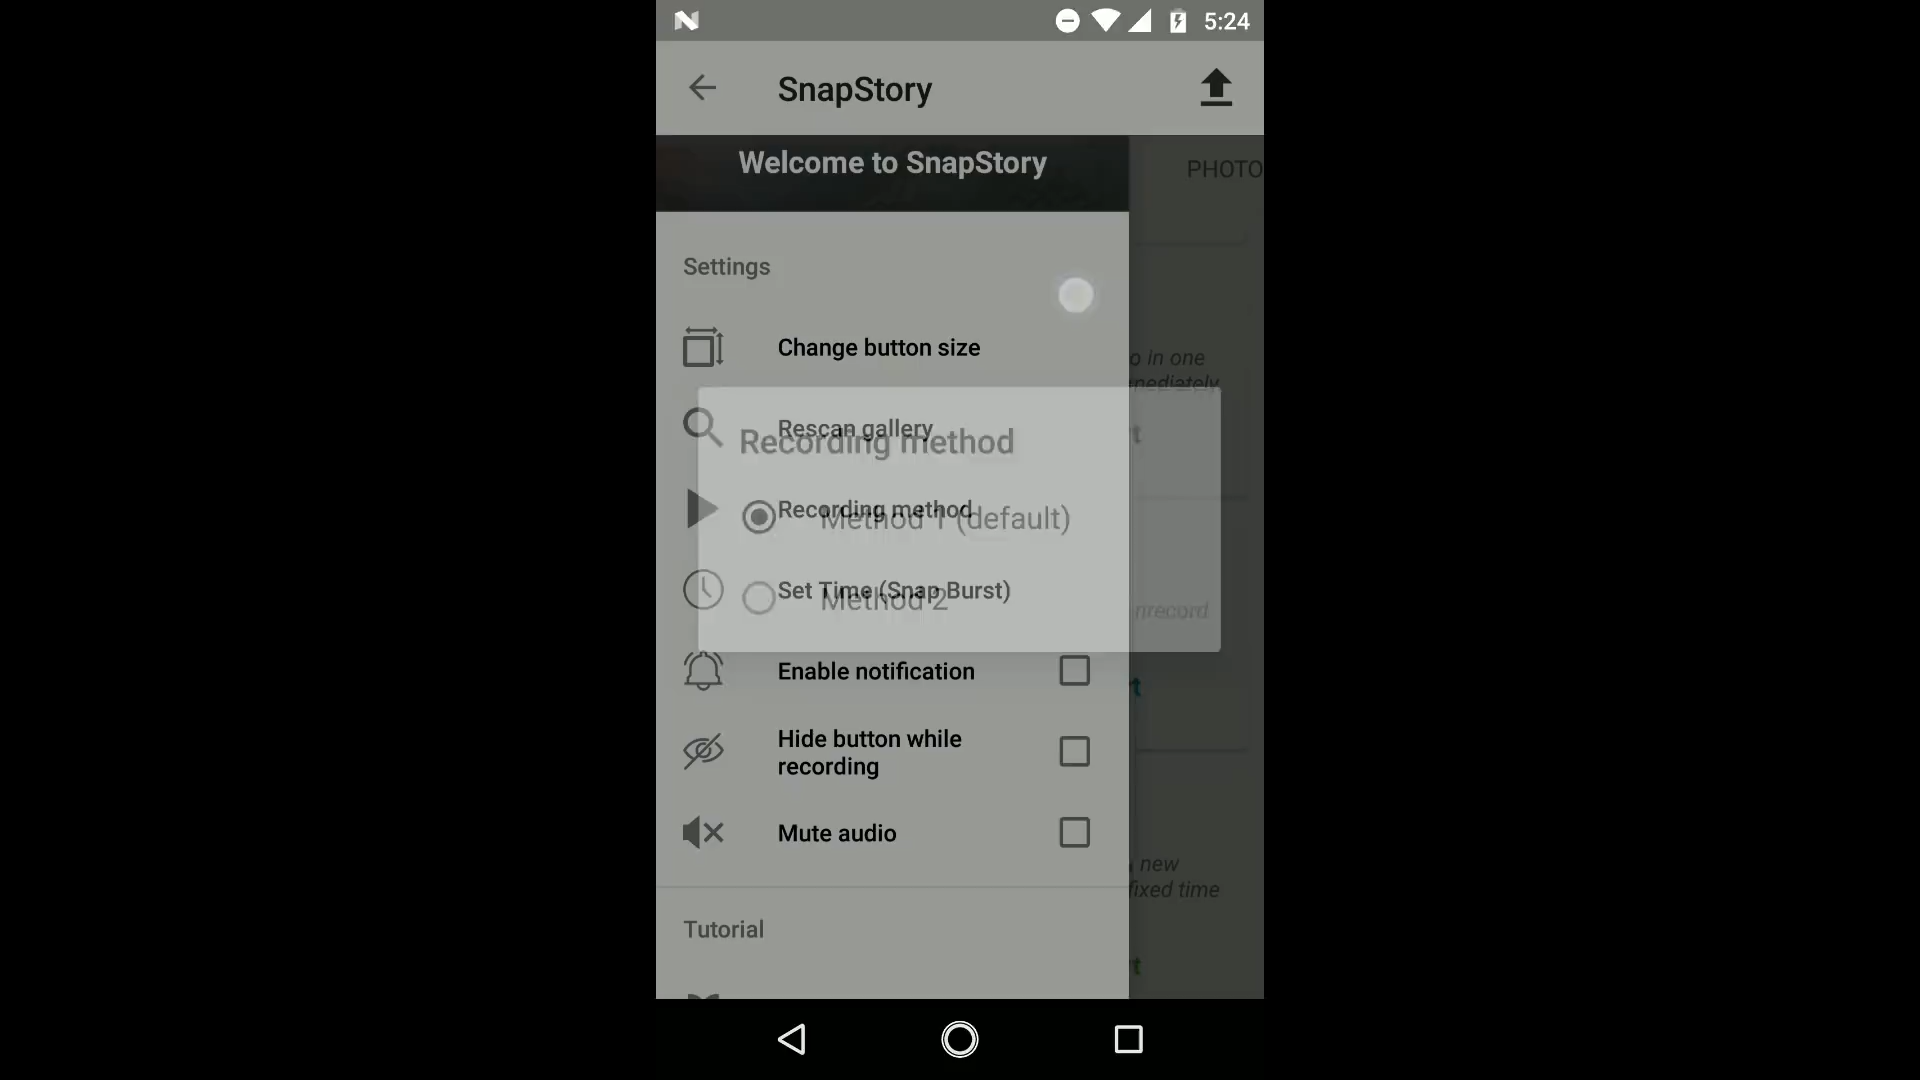 5:24
SnapStory
Welcome to SnapStory
PHOTO
Settings
Change button size
o in one
mediately
Rescan gallery
Recording method
Recording method
Method 1 (default)
Set Time (Snap Burst)
Method 2
nrecord
Enable notification
Hide button while
recording
Mute audio
new
fixed time
Tutorial